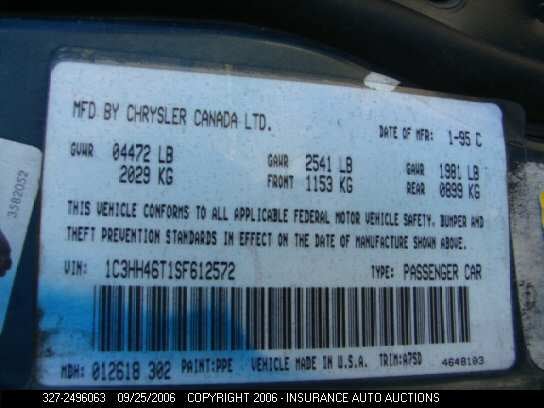 MFD BY CHRYSLER CANADA LTD.
DATE OF MFR: 1-95 C
GVWR 04472 LB GAWR 2541 LB GAWR 1981 LB
2029 KG FRONT 1153 KG REAR 0899 KG
THIS VEHICLE CONFORMS TO ALL APPLICABLE FEDERAL MOTOR VEHICLE SAFETY, BUMPER AND
THEFT PREVENTION STANDARDS IN EFFECT ON THE DATE OF MANUFACTURE SHOWN ABOVE.
VIN: 1C3HH46T1SF612572 TYPE: PASSENGER CAR
MDH: 012618 302 PAINT:PPE VEHICLE MADE IN U.S.A. TRIM:A7SD 4648103
3582052
327-2496063 09/25/2006 COPYRIGHT 2006 - INSURANCE AUTO AUCTIONS